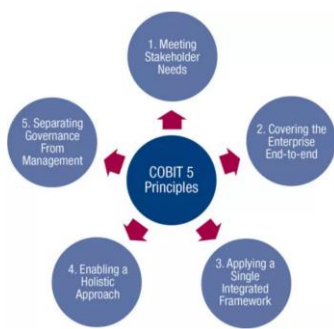 1. Meeting
Stakeholder
Needs
5. Separating
Governance
From
Management
COBIT 5
Principles
2. Covering the
Enterprise
End-to-end
4. Enabling a
Holistic
Approach
3. Applying a
Single
Integrated
Framework